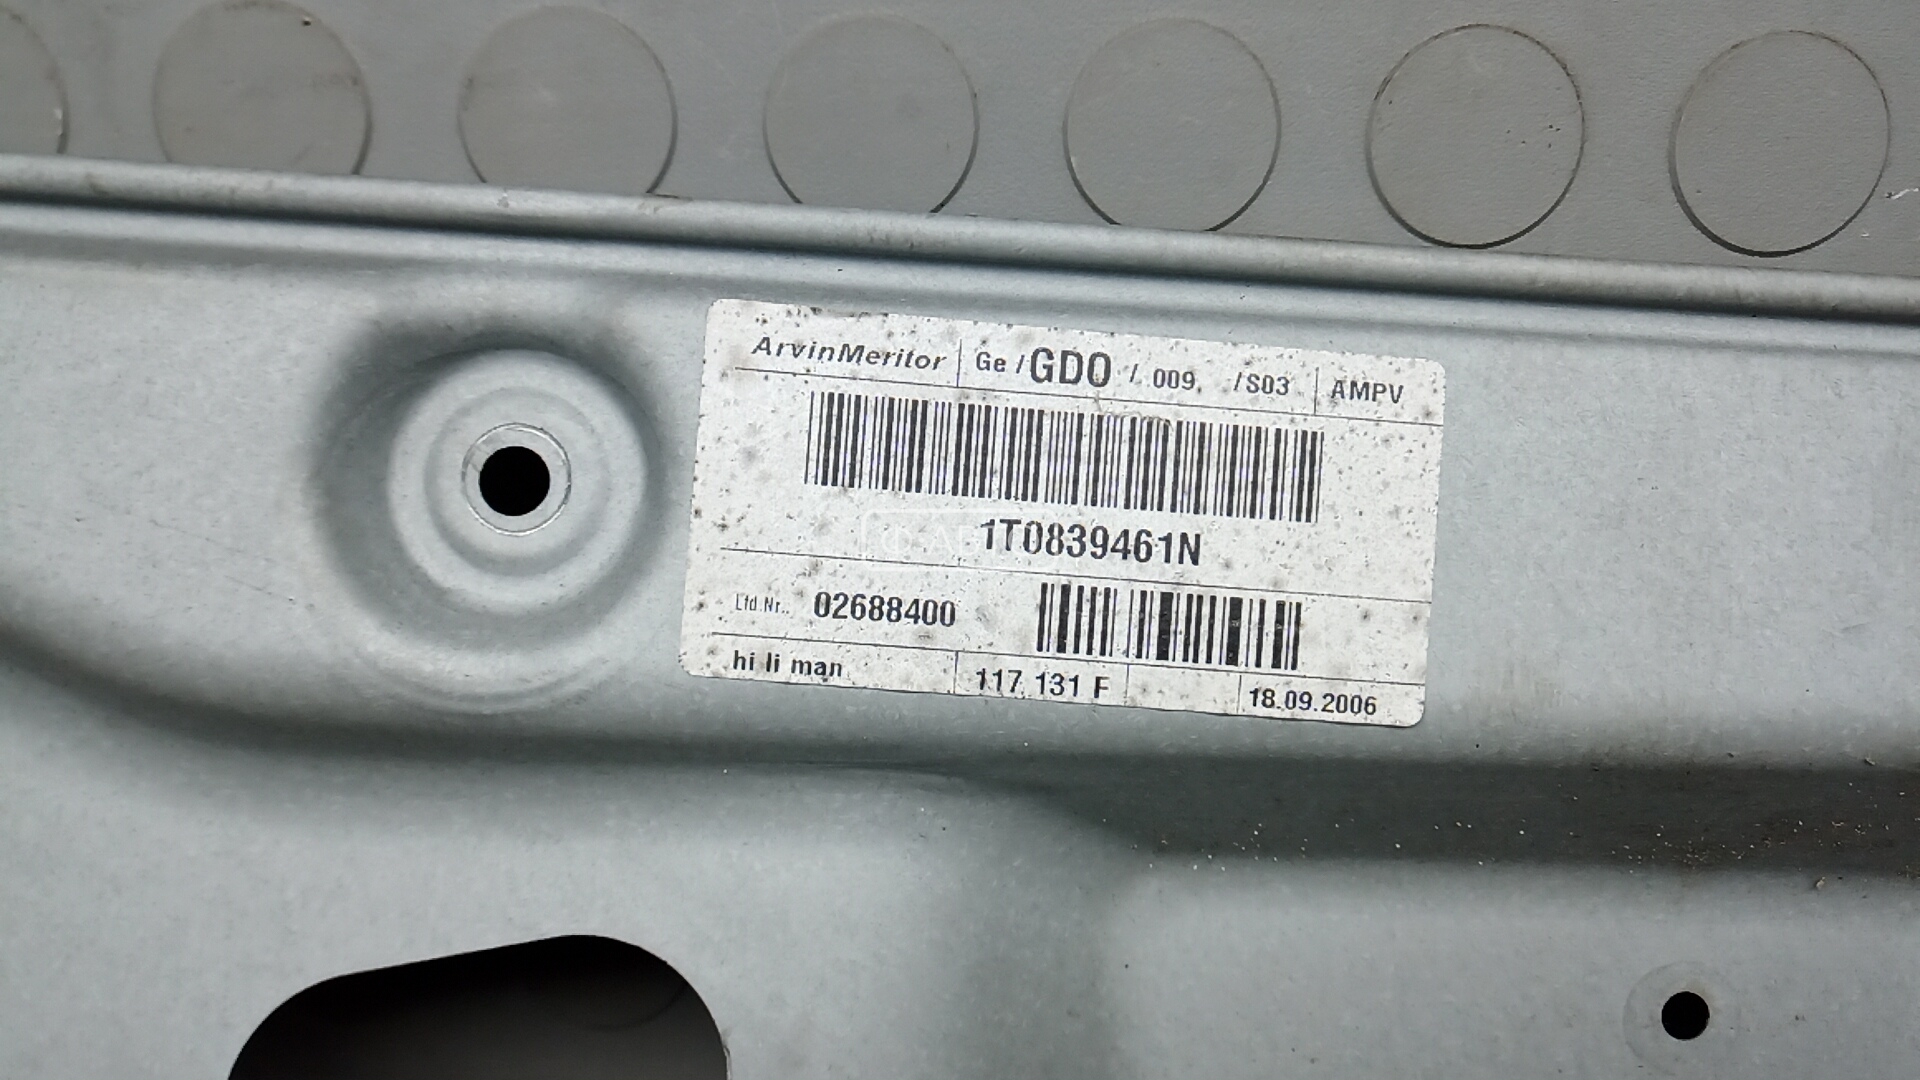 ArvinMeritor Ge / GDO / 009. / S03 AMPV
1T0839461N
Lfd.Nr.. 02688400
hi li man 117 131 F 18.09.2006